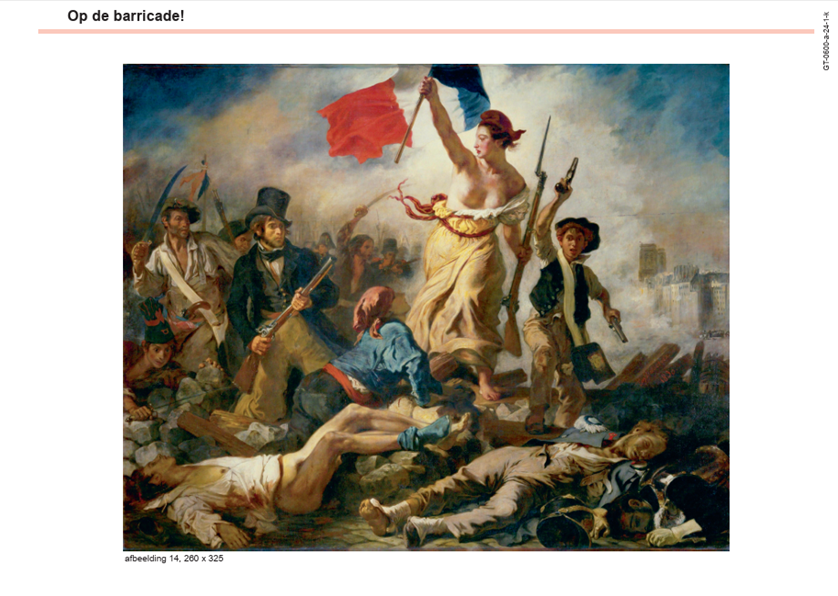 Op de barricade!
GT-0600-a-24-1-k
afbeelding 14, 260 x 325